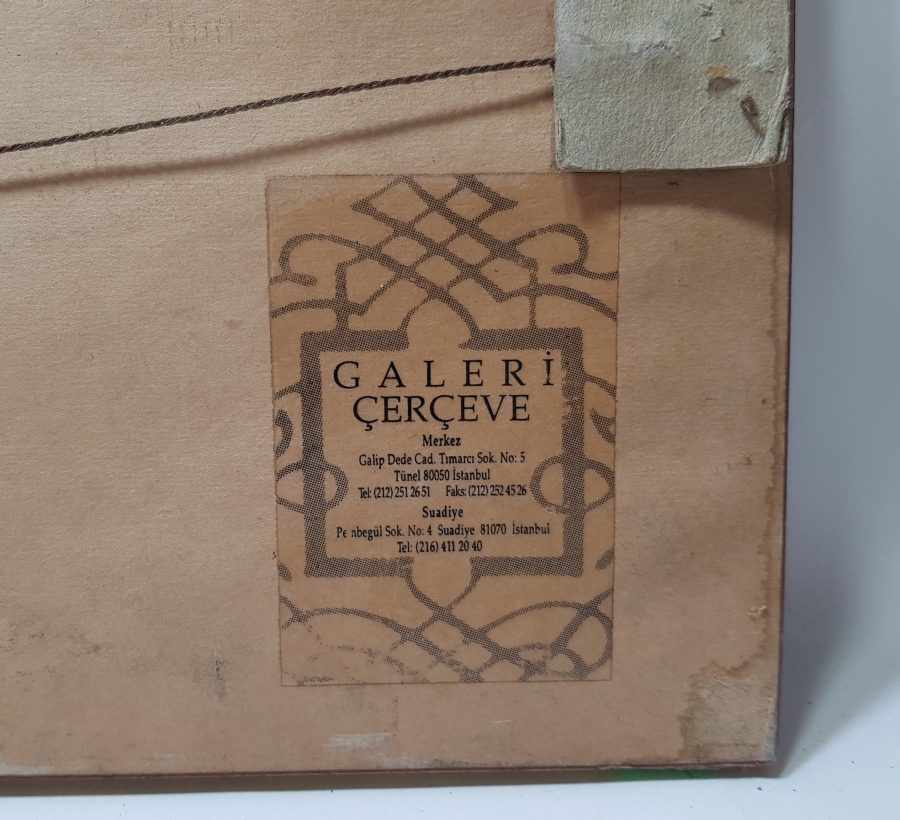 GALERİ
ÇERÇEVE
Merkez
Galip Dede Cad. Tımarcı Sok. No: 5
Tünel 80050 İstanbul
Tel: (212) 251 26 51 Faks: (212) 252 45 26
Suadiye
Pembegül Sok. No: 4 Suadiye 81070 İstanbul
Tel: (216) 411 20 40